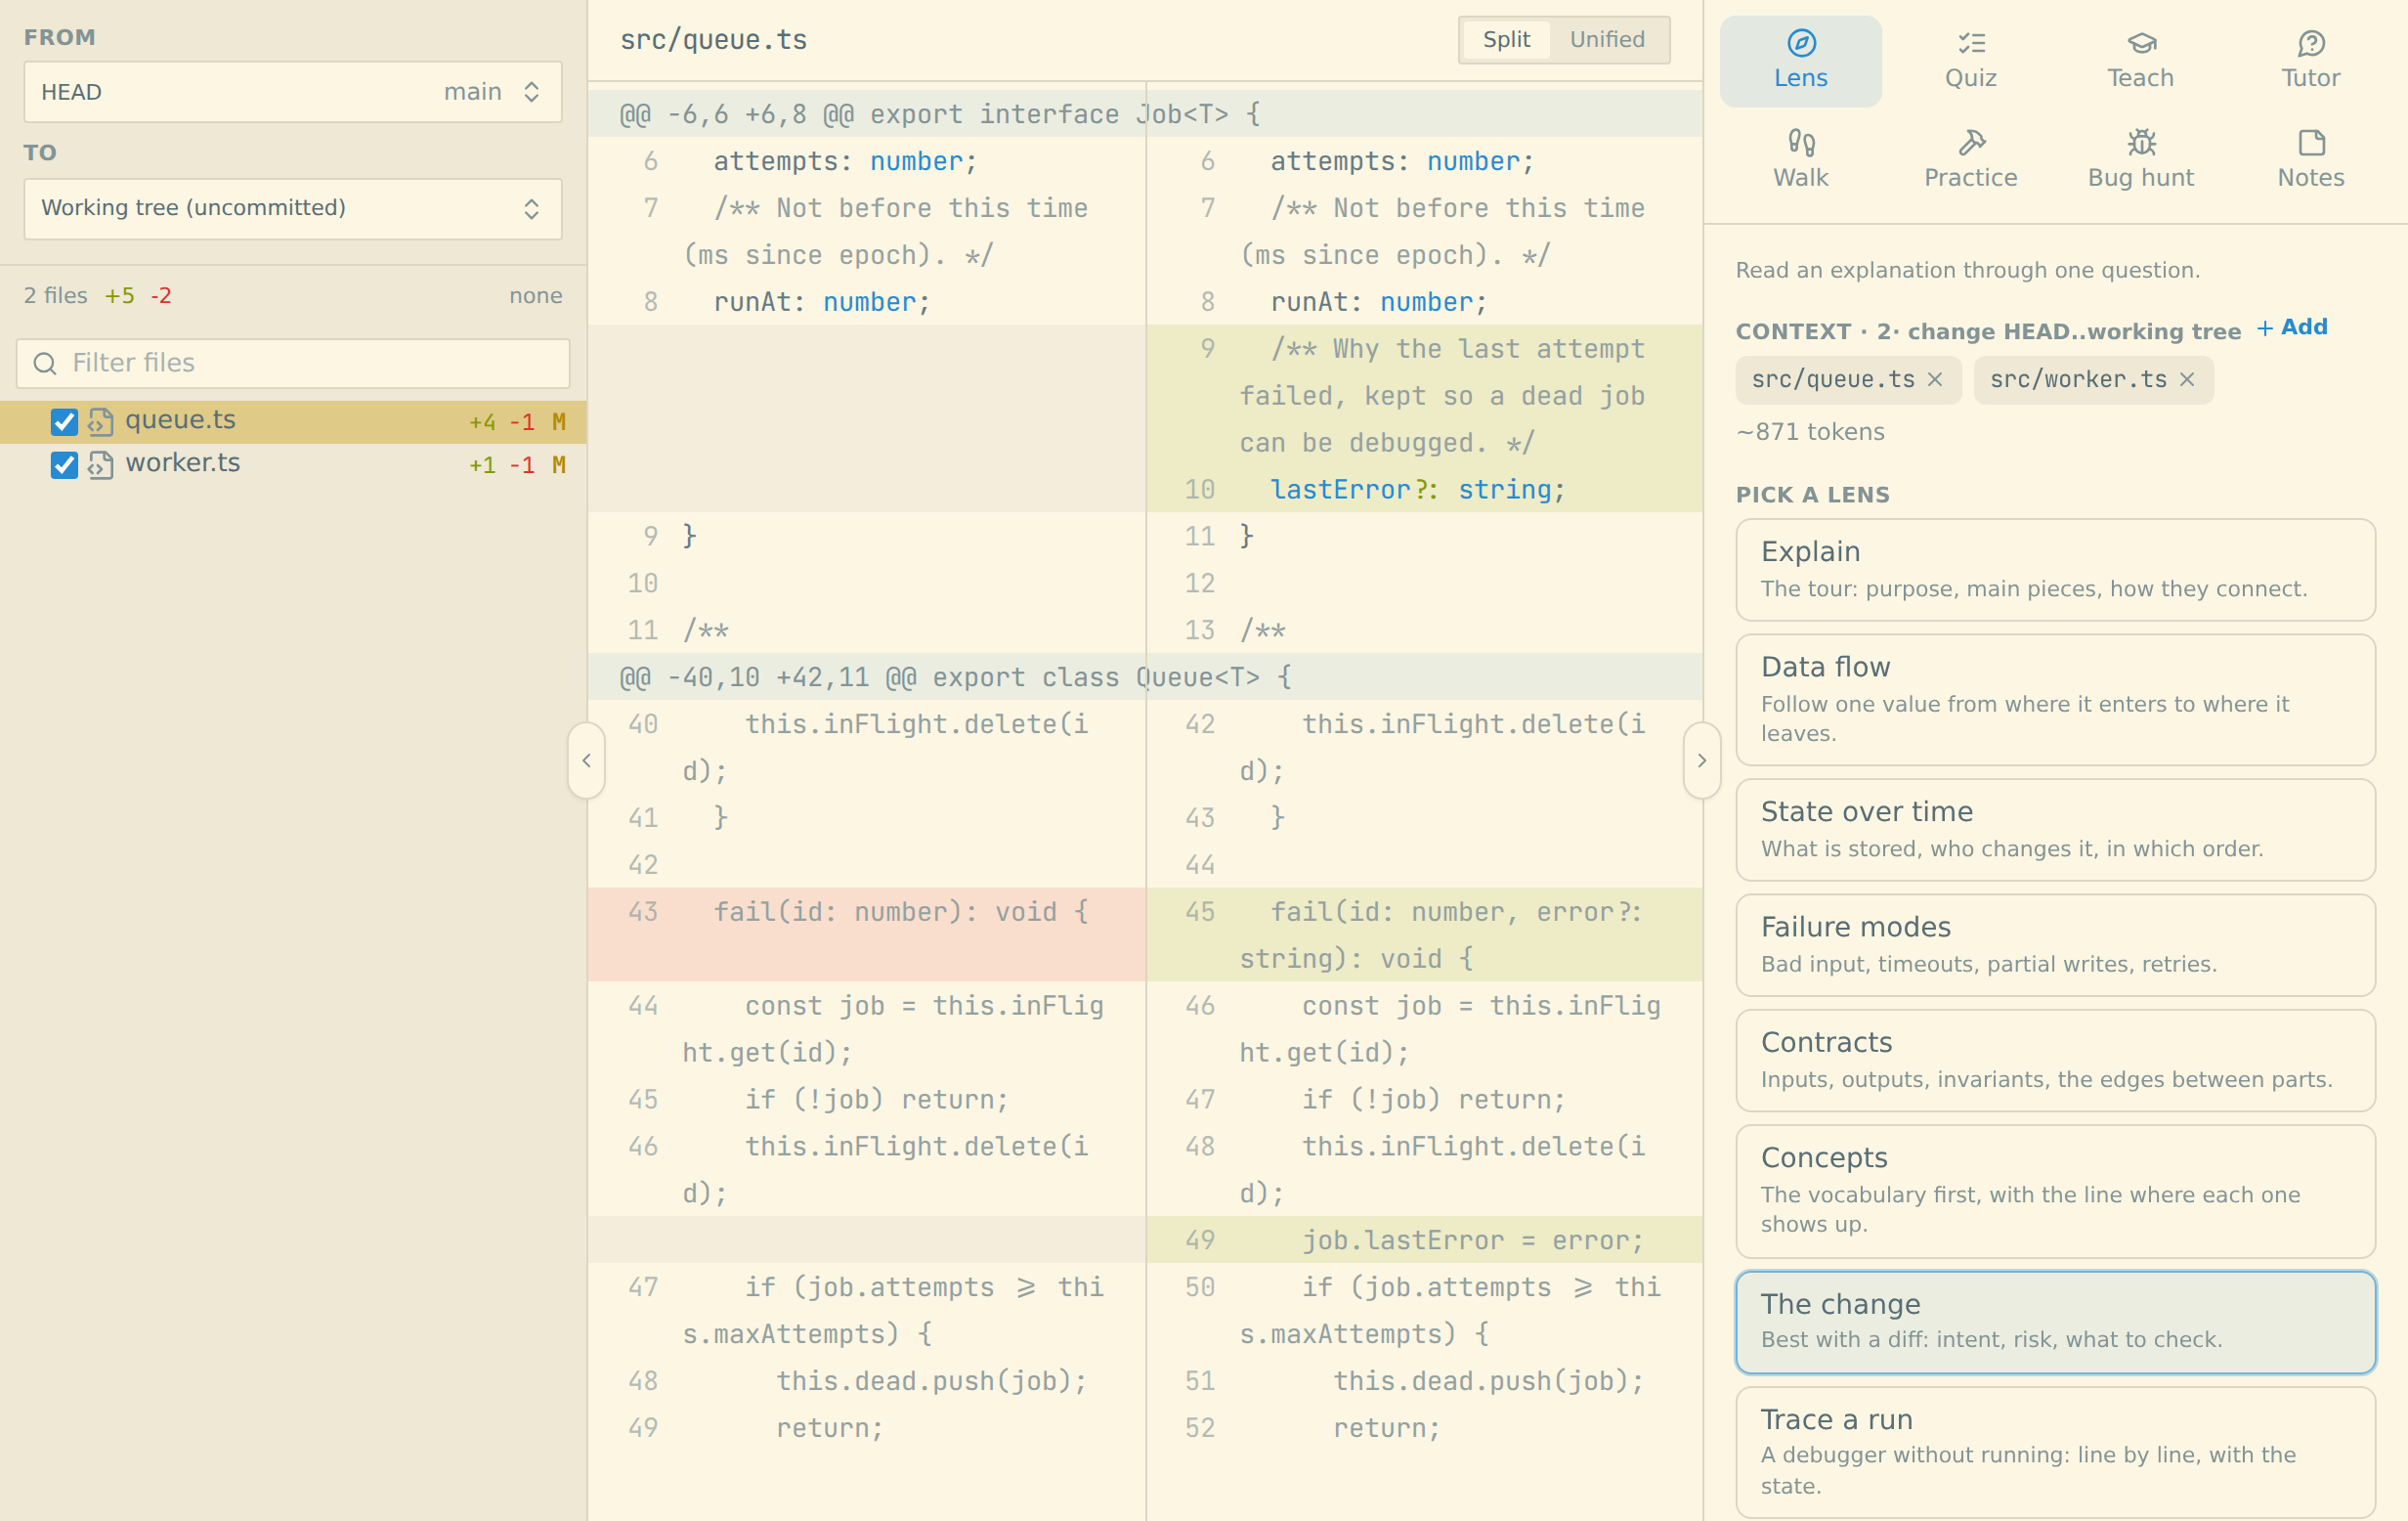 FROM
HEAD main
TO
Working tree (uncommitted)
2 files +5 -2 none
Filter files
queue.ts +4 -1 M
worker.ts +1 -1 M
src/queue.ts
Split Unified
@@ -6,6 +6,8 @@ export interface Job<T> {
6 attempts: number;
7 /** Not before this time
(ms since epoch). */
8 runAt: number;
9 }
10
11 /**
@@ -40,10 +42,11 @@ export class Queue<T> {
40 this.inFlight.delete(i
d);
41 }
42
43 fail(id: number): void {
44 const job = this.inFlig
ht.get(id);
45 if (!job) return;
46 this.inFlight.delete(i
d);
47 if (job.attempts >= thi
s.maxAttempts) {
48 this.dead.push(job);
49 return;
6 attempts: number;
7 /** Not before this time
(ms since epoch). */
8 runAt: number;
9 /** Why the last attempt
failed, kept so a dead job
can be debugged. */
10 lastError?: string;
11 }
12
13 /**
42 this.inFlight.delete(i
d);
43 }
44
45 fail(id: number, error?:
string): void {
46 const job = this.inFlig
ht.get(id);
47 if (!job) return;
48 this.inFlight.delete(i
d);
49 job.lastError = error;
50 if (job.attempts >= thi
s.maxAttempts) {
51 this.dead.push(job);
52 return;
Lens Quiz Teach Tutor
Walk Practice Bug hunt Notes
Read an explanation through one question.
CONTEXT · 2· change HEAD..working tree + Add
src/queue.ts × src/worker.ts ×
~871 tokens
PICK A LENS
Explain
The tour: purpose, main pieces, how they connect.
Data flow
Follow one value from where it enters to where it
leaves.
State over time
What is stored, who changes it, in which order.
Failure modes
Bad input, timeouts, partial writes, retries.
Contracts
Inputs, outputs, invariants, the edges between parts.
Concepts
The vocabulary first, with the line where each one
shows up.
The change
Best with a diff: intent, risk, what to check.
Trace a run
A debugger without running: line by line, with the
state.